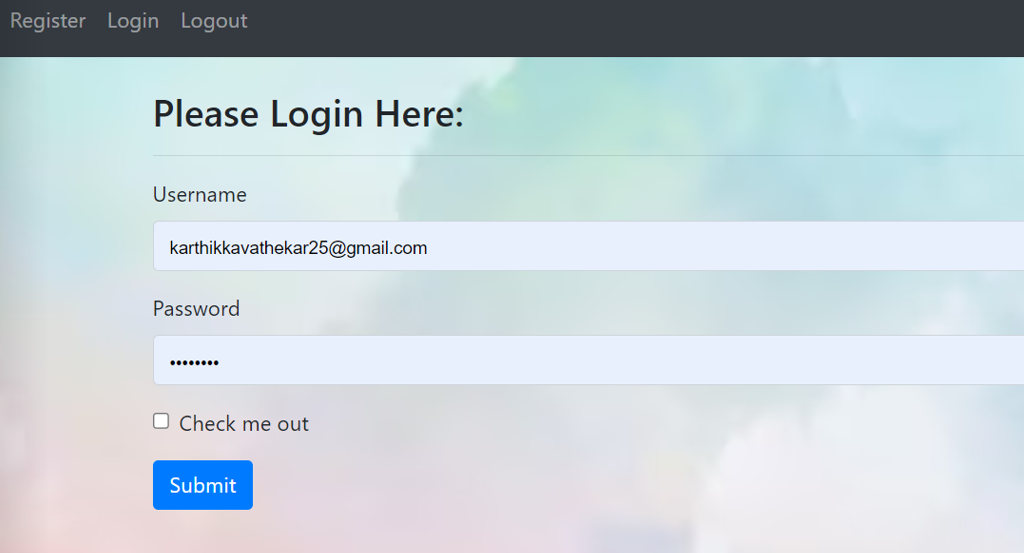 Register Login Logout
Please Login Here:
Username
karthikkavathekar25@gmail.com
Password
••••••••
Check me out
Submit